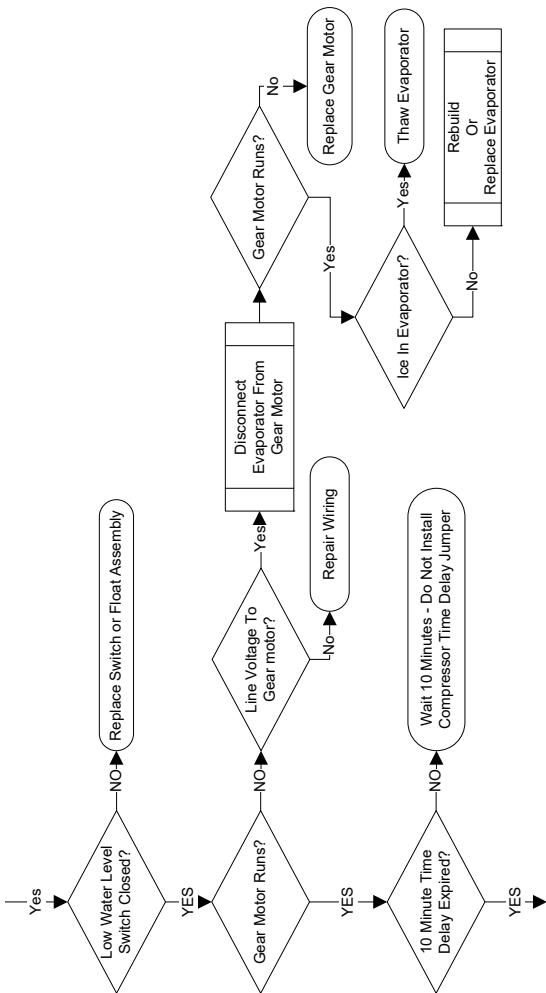 Yes
Low Water Level
Switch Closed?
NO
Replace Switch or Float Assembly
YES
Gear Motor Runs?
NO
Line Voltage To
Gear motor?
No
Repair Wiring
Yes
Disconnect
Evaporator From
Gear Motor
Gear Motor Runs?
No
Replace Gear Motor
Yes
Ice In Evaporator?
Yes
Thaw Evaporator
No
Rebuild
Or
Replace Evaporator
YES
10 Minute Time
Delay Expired?
NO
Wait 10 Minutes - Do Not Install
Compressor Time Delay Jumper
YES